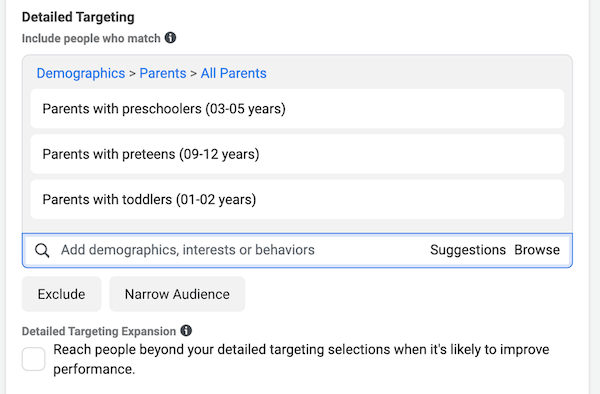 Detailed Targeting
Include people who match
Demographics > Parents > All Parents
Parents with preschoolers (03-05 years)
Parents with preteens (09-12 years)
Parents with toddlers (01-02 years)
Add demographics, interests or behaviors Suggestions Browse
Exclude Narrow Audience
Detailed Targeting Expansion
Reach people beyond your detailed targeting selections when it's likely to improve
performance.